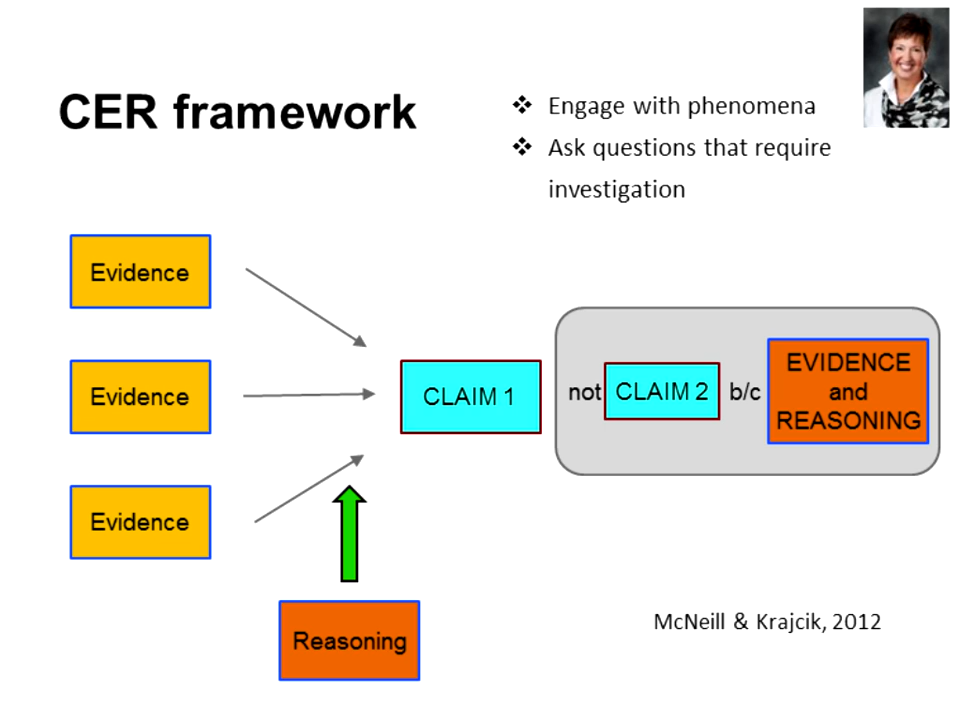 CER framework
❖ Engage with phenomena
❖ Ask questions that require
investigation
Evidence
Evidence
Evidence
CLAIM 1
not
CLAIM 2
b/c
EVIDENCE
and
REASONING
Reasoning
McNeill & Krajcik, 2012